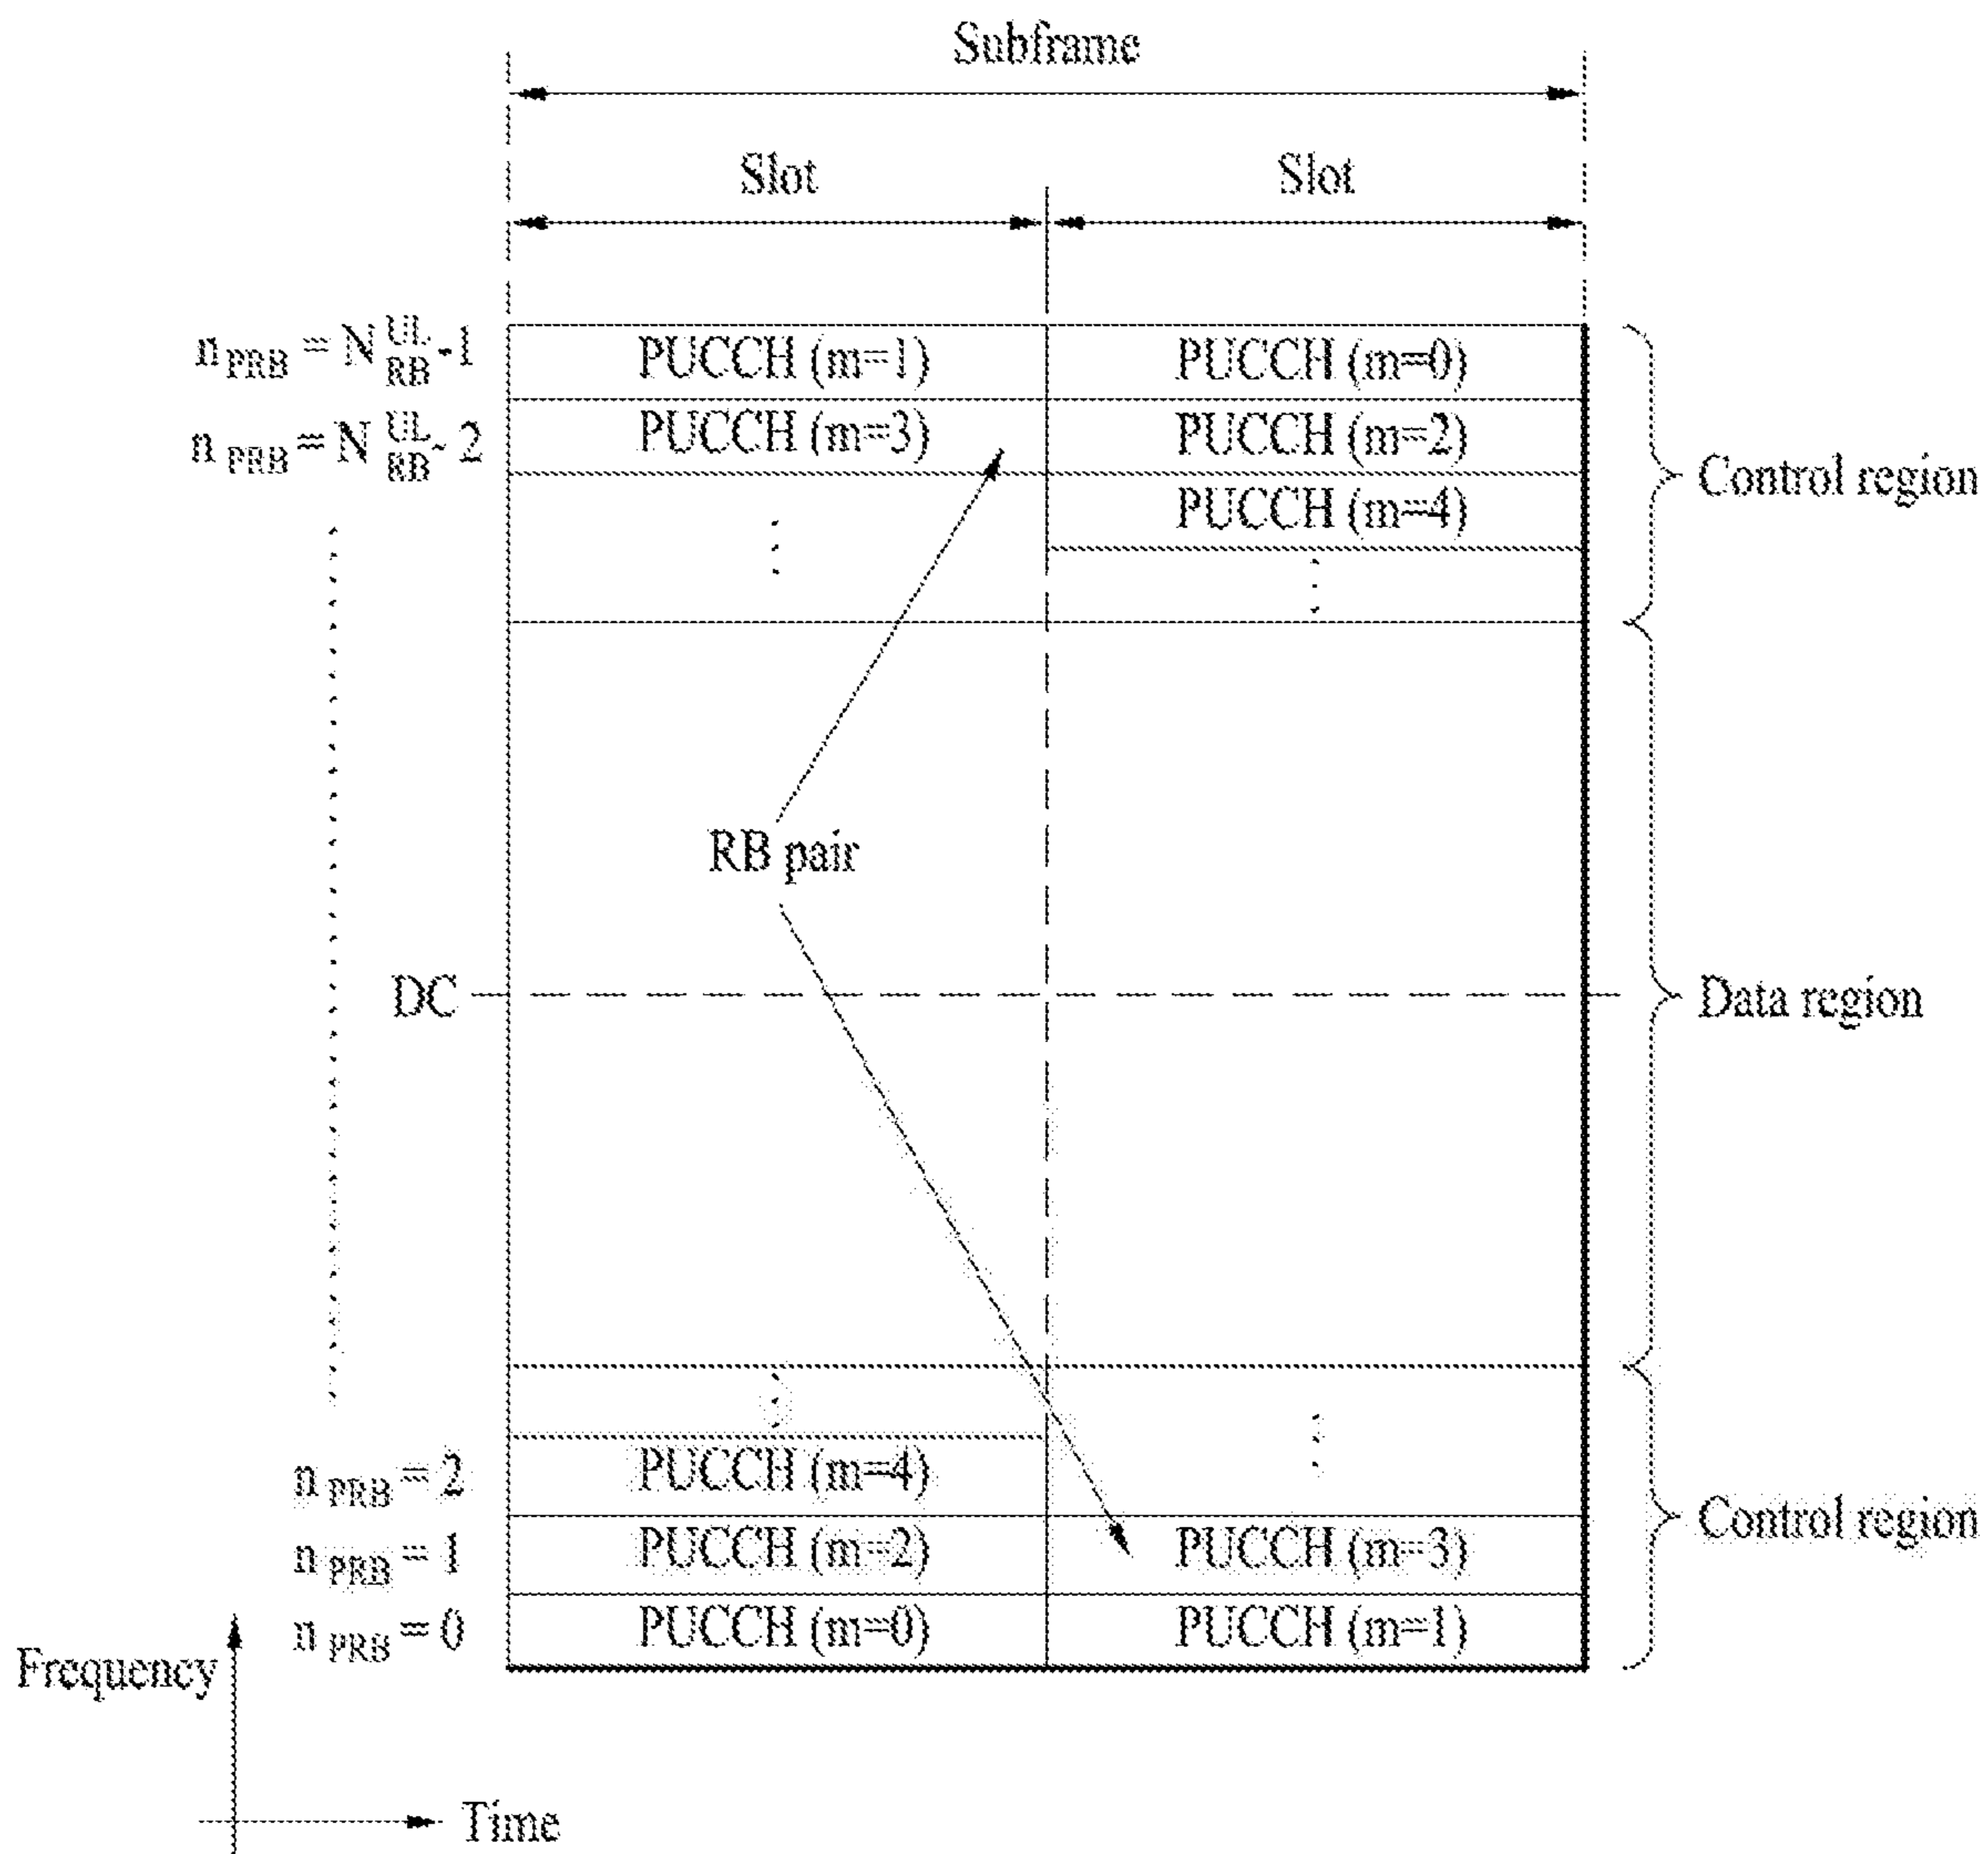 Subframe
Slot Slot
n PRB = N UL RB -1 PUCCH (m=1) PUCCH (m=0)
n PRB = N UL RB - 2 PUCCH (m=3) PUCCH (m=2)
Control region
PUCCH (m=4)
RB pair
DC
Data region
n PRB = 2 PUCCH (m=4)
Control region
n PRB = 1 PUCCH (m=2) PUCCH (m=3)
n PRB = 0 PUCCH (m=0) PUCCH (m=1)
Frequency
Time